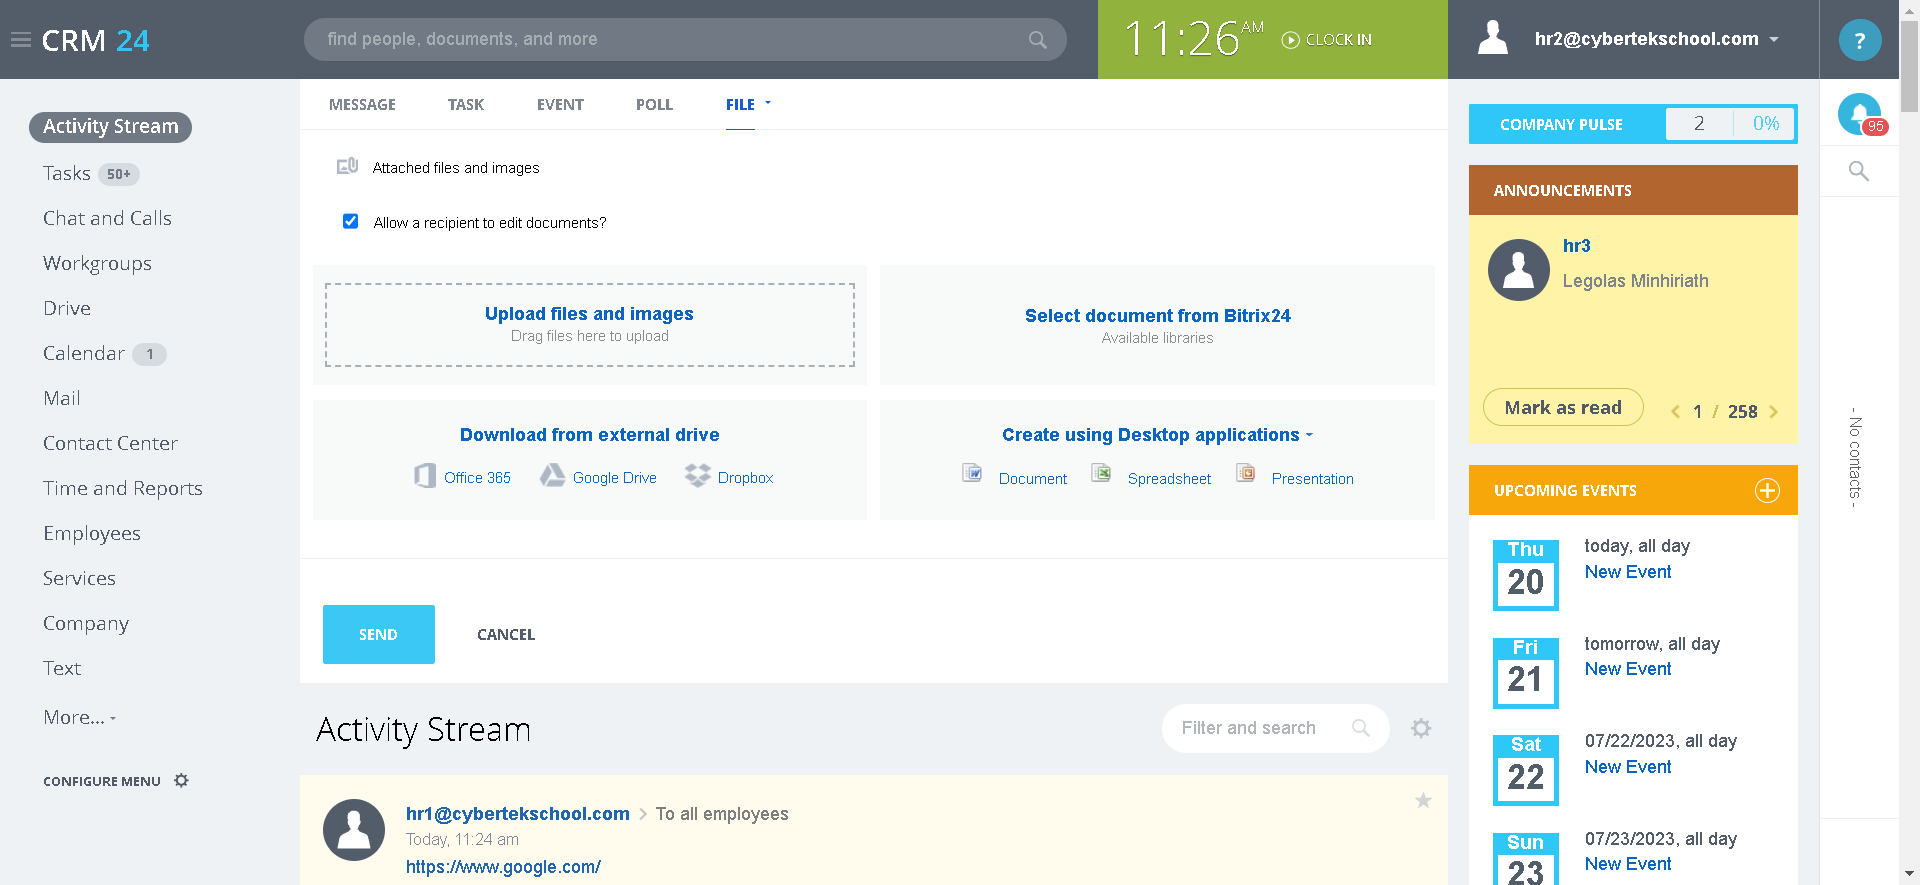 CRM 24
find people, documents, and more
11:26 AM
CLOCK IN
hr2@cybertekschool.com
?
Activity Stream
Tasks 50+
Chat and Calls
Workgroups
Drive
Calendar 1
Mail
Contact Center
Time and Reports
Employees
Services
Company
Text
More...
CONFIGURE MENU
MESSAGE
TASK
EVENT
POLL
FILE
Attached files and images
Allow a recipient to edit documents?
Upload files and images
Drag files here to upload
Select document from Bitrix24
Available libraries
Download from external drive
Office 365
Google Drive
Dropbox
Create using Desktop applications
Document
Spreadsheet
Presentation
SEND
CANCEL
Activity Stream
Filter and search
hr1@cybertekschool.com
To all employees
Today, 11:24 am
https://www.google.com/
COMPANY PULSE
2
0%
ANNOUNCEMENTS
hr3
Legolas Minhiriath
Mark as read
1 / 258
UPCOMING EVENTS
Thu
20
today, all day
New Event
Fri
21
tomorrow, all day
New Event
Sat
22
07/22/2023, all day
New Event
Sun
23
07/23/2023, all day
New Event
95
- No contacts -